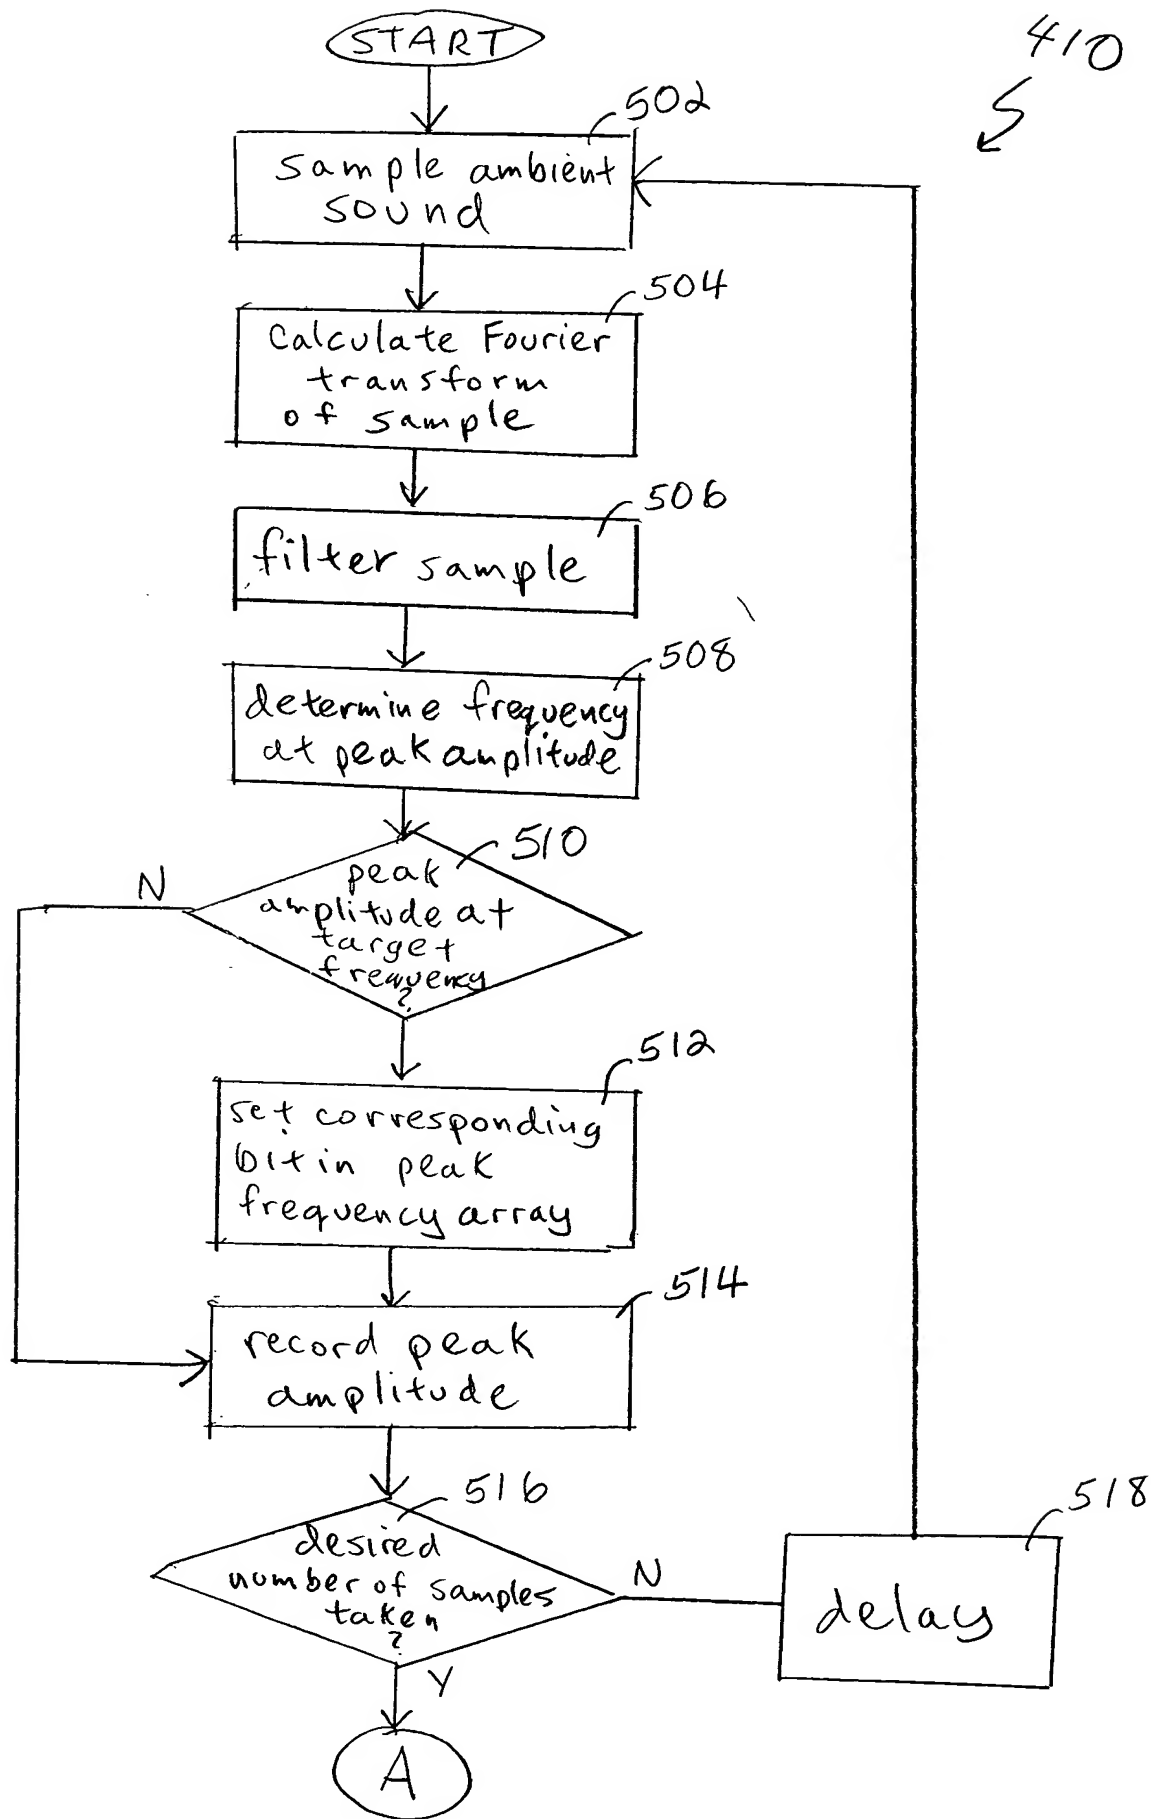 START
410
502
sample ambient
sound
504
Calculate Fourier
transform
of sample
506
filter sample
508
determine frequency
at peak amplitude
510
N
peak
amplitude at
target
frequency
?
512
set corresponding
bit in peak
frequency array
514
record peak
amplitude
516
desired
number of samples
taken
?
N
518
delay
Y
A